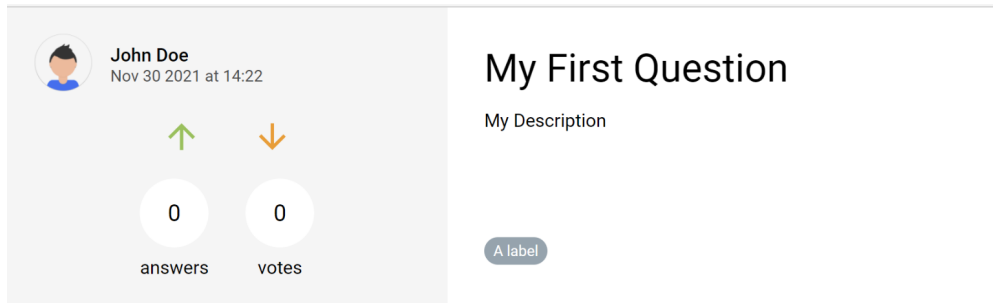 John Doe
Nov 30 2021 at 14:22
0 0
answers votes
My First Question
My Description
A label